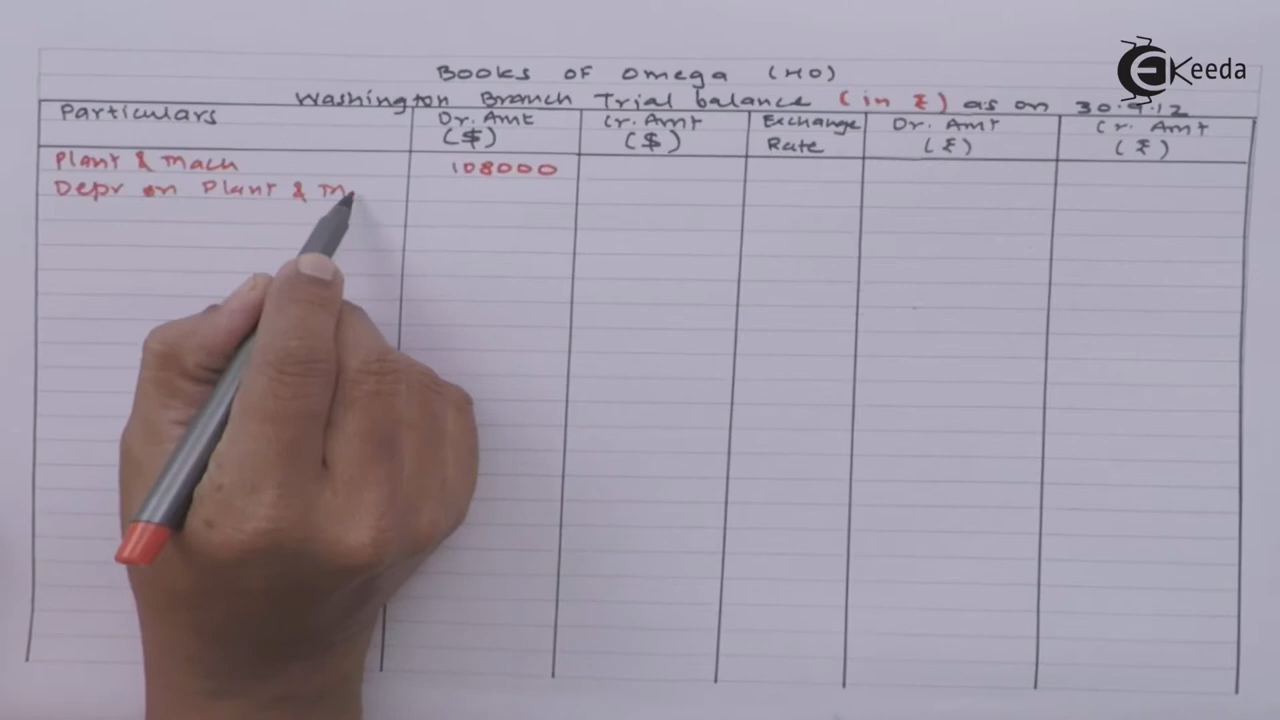 Keeda
Books of Omega (HO)
Washington Branch Trial balance (in ₹) as on 30.9.12
Particulars Dr. Amt ($) Cr. Amt ($) Exchange Rate Dr. Amt (₹) Cr. Amt (₹)
Plant & Mach 108000
Depr on Plant & M